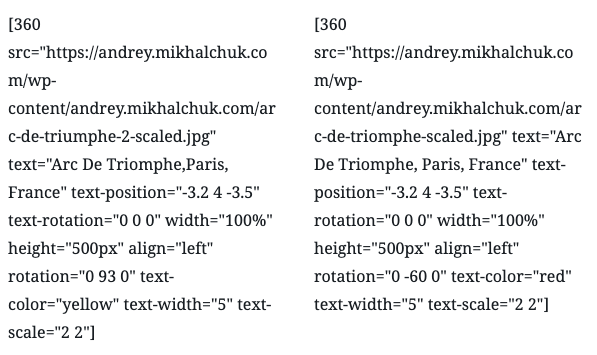 [360
src="https://andrey.mikhalchuk.co
m/wp-
content/andrey.mikhalchuk.com/ar
c-de-triumphe-2-scaled.jpg"
text="Arc De Triomphe,Paris,
France" text-position="-3.2 4 -3.5"
text-rotation="0 0 0" width="100%"
height="500px" align="left"
rotation="0 93 0" text-
color="yellow" text-width="5" text-
scale="2 2"]
[360
src="https://andrey.mikhalchuk.co
m/wp-
content/andrey.mikhalchuk.com/ar
c-de-triomphe-scaled.jpg" text="Arc
De Triomphe, Paris, France" text-
position="-3.2 4 -3.5" text-
rotation="0 0 0" width="100%"
height="500px" align="left"
rotation="0 -60 0" text-color="red"
text-width="5" text-scale="2 2"]